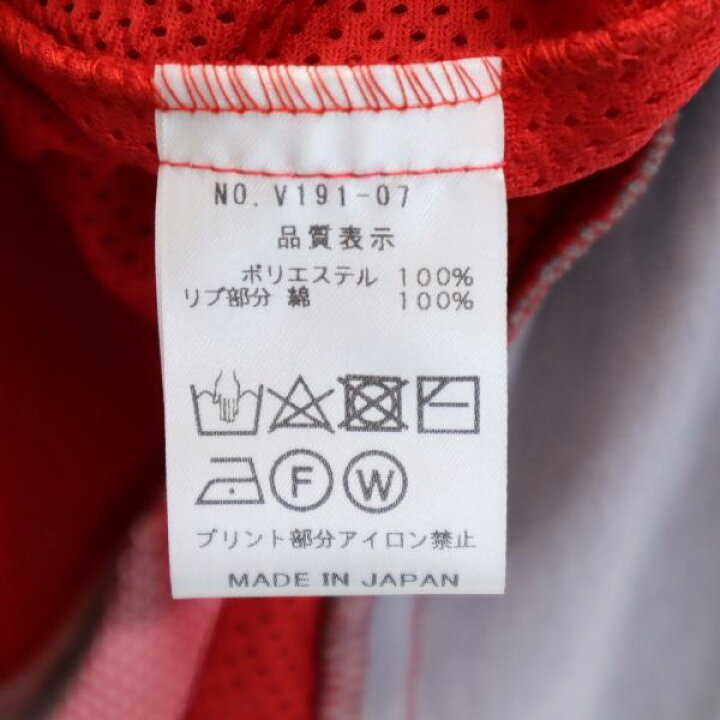 NO. V191-07
品質表示
ポリエステル 100%
リブ部分 綿 100%
F W
プリント部分アイロン禁止
MADE IN JAPAN